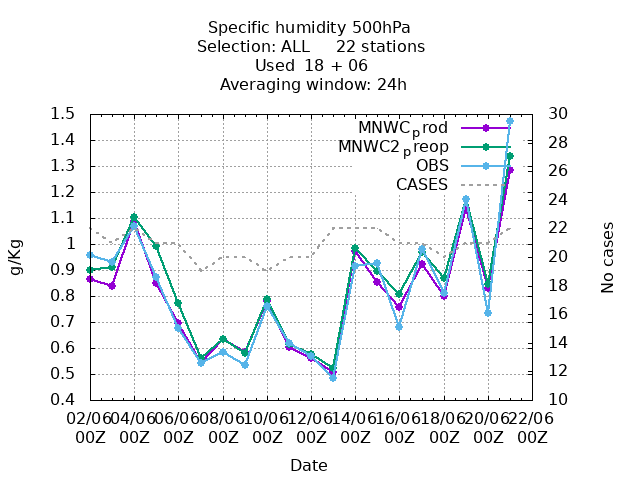 Specific humidity 500hPa
Selection: ALL     22 stations
Used  18 + 06
Averaging window: 24h
MNWCprod
MNWC2preop
OBS
CASES
1.5
1.4
1.3
1.2
1.1
1
0.9
0.8
0.7
0.6
0.5
0.4
g/Kg
30
28
26
24
22
20
18
16
14
12
10
No cases
02/06 04/06 06/06 08/06 10/06 12/06 14/06 16/06 18/06 20/06 22/06
00Z 00Z 00Z 00Z 00Z 00Z 00Z 00Z 00Z 00Z 00Z
Date